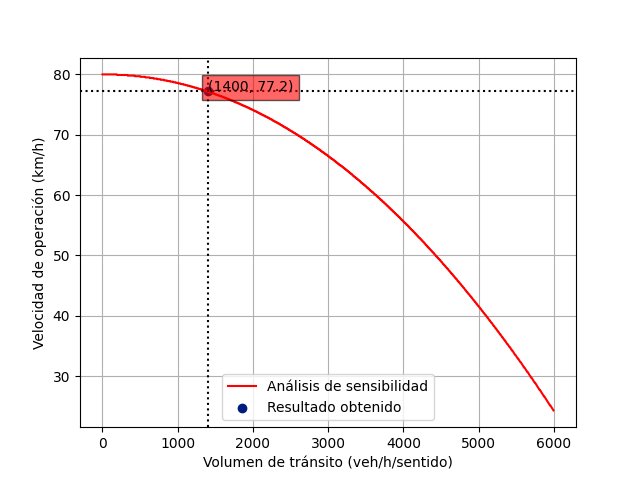 80
70
60
50
40
30
Velocidad de operación (km/h)
(1400, 77.2)
Análisis de sensibilidad
Resultado obtenido
0 1000 2000 3000 4000 5000 6000
Volumen de tránsito (veh/h/sentido)